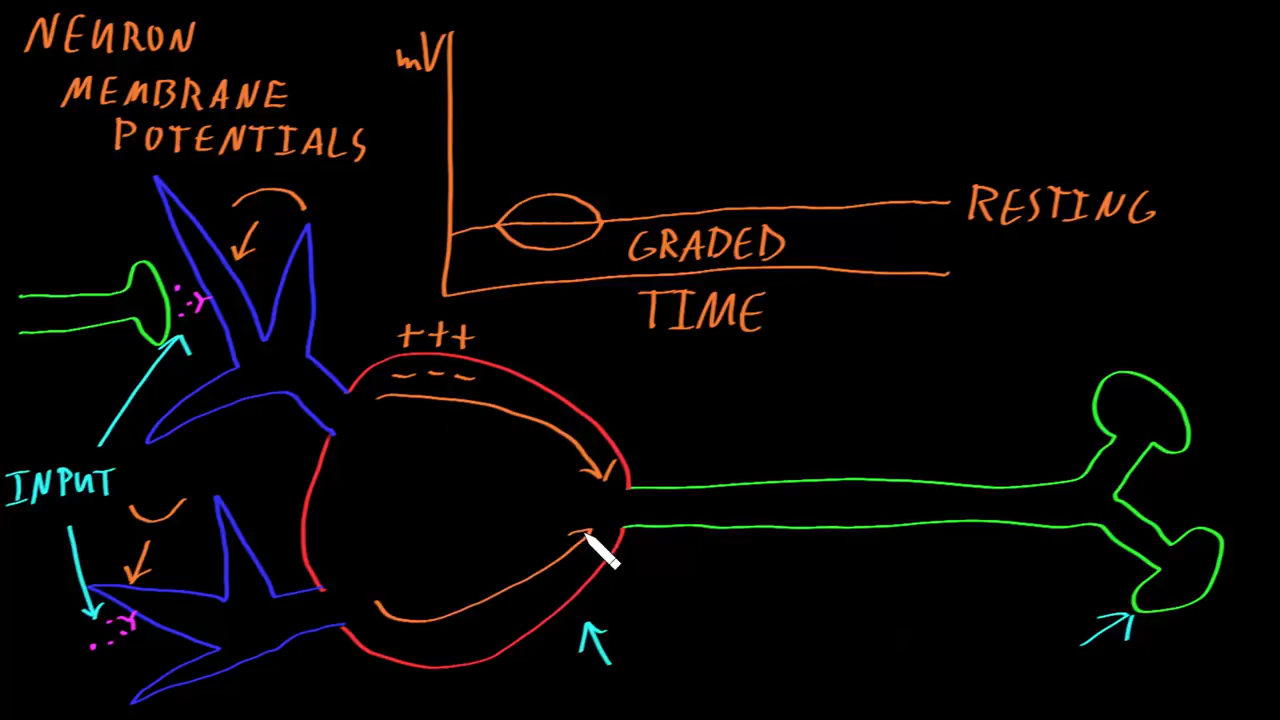 NEURON
MEMBRANE
POTENTIALS
mV
RESTING
GRADED
TIME
+++
---
INPUT